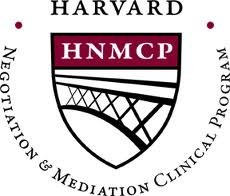 HARVARD
HNMCP
NEGOTIATION & MEDIATION CLINICAL PROGRAM